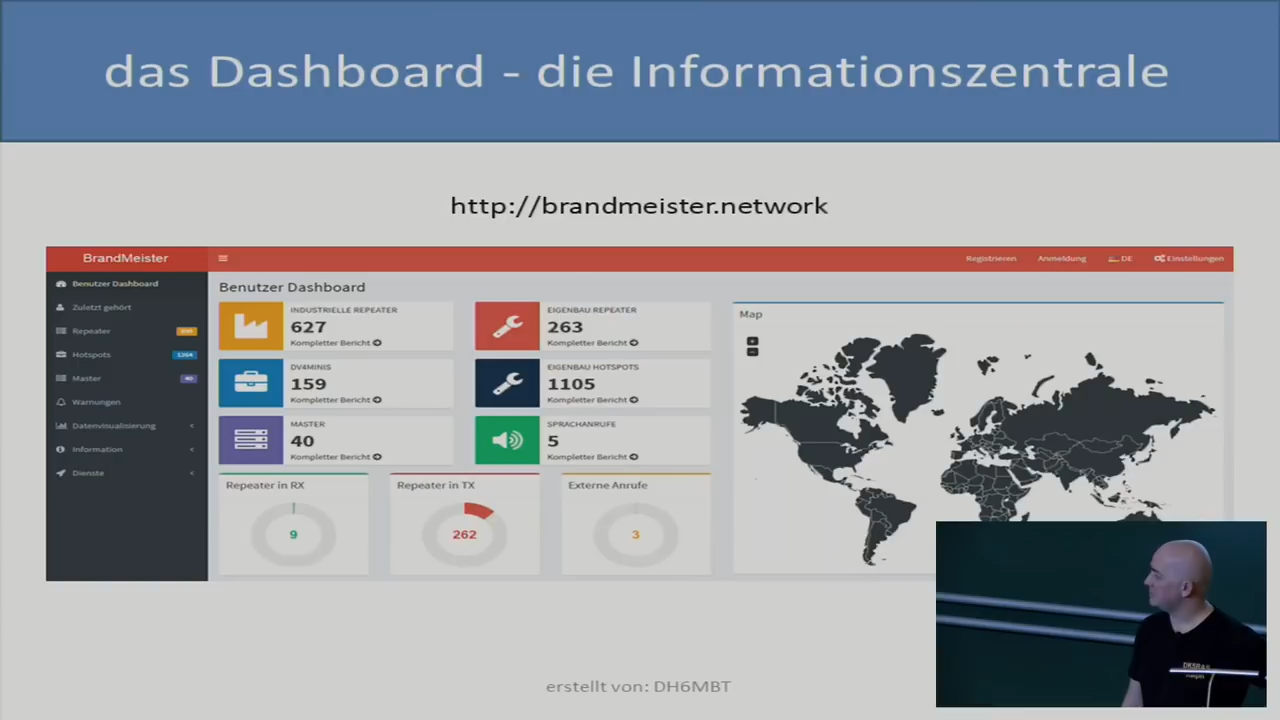 das Dashboard - die Informationszentrale
http://brandmeister.network
BrandMeister
Registrieren Anmeldung DE Einstellungen
Benutzer Dashboard
Zuletzt gehört
Repeater
Hotspots 1264
Master 40
Warnungen
Datenvisualisierung
Information
Dienste
Benutzer Dashboard
INDUSTRIELLE REPEATER
627
Kompletter Bericht
EIGENBAU REPEATER
263
Kompletter Bericht
DV4MINIS
159
Kompletter Bericht
EIGENBAU HOTSPOTS
1105
Kompletter Bericht
MASTER
40
Kompletter Bericht
SPRACHANRUFE
5
Kompletter Bericht
Repeater in RX
9
Repeater in TX
262
Externe Anrufe
3
Map
erstellt von: DH6MBT